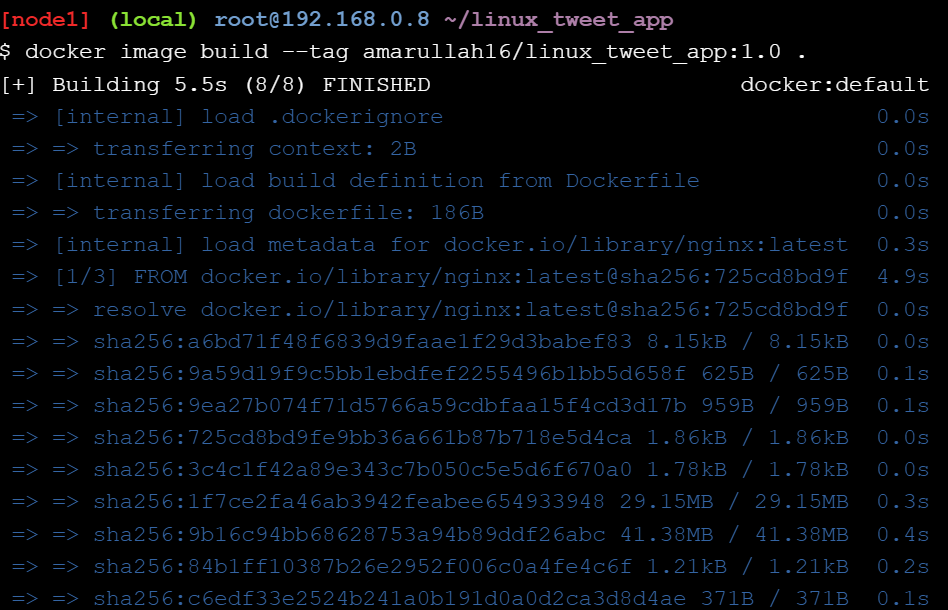 [node1] (local) root@192.168.0.8 ~/linux_tweet_app
$ docker image build --tag amarullah16/linux_tweet_app:1.0 .
[+] Building 5.5s (8/8) FINISHED docker:default
=> [internal] load .dockerignore 0.0s
=> => transferring context: 2B 0.0s
=> [internal] load build definition from Dockerfile 0.0s
=> => transferring dockerfile: 186B 0.0s
=> [internal] load metadata for docker.io/library/nginx:latest 0.3s
=> [1/3] FROM docker.io/library/nginx:latest@sha256:725cd8bd9f 4.9s
=> => resolve docker.io/library/nginx:latest@sha256:725cd8bd9f 0.0s
=> => sha256:a6bd71f48f6839d9faae1f29d3babef83 8.15kB / 8.15kB 0.0s
=> => sha256:9a59d19f9c5bb1ebdfef2255496b1bb5d658f 625B / 625B 0.1s
=> => sha256:9ea27b074f71d5766a59cdbfaa15f4cd3d17b 959B / 959B 0.1s
=> => sha256:725cd8bd9fe9bb36a661b87b718e5d4ca 1.86kB / 1.86kB 0.0s
=> => sha256:3c4c1f42a89e343c7b050c5e5d6f670a0 1.78kB / 1.78kB 0.0s
=> => sha256:1f7ce2fa46ab3942feabee654933948 29.15MB / 29.15MB 0.3s
=> => sha256:9b16c94bb68628753a94b89ddf26abc 41.38MB / 41.38MB 0.4s
=> => sha256:84b1ff10387b26e2952f006c0a4fe4c6f 1.21kB / 1.21kB 0.2s
=> => sha256:c6edf33e2524b241a0b191d0a0d2ca3d8d4ae 371B / 371B 0.1s